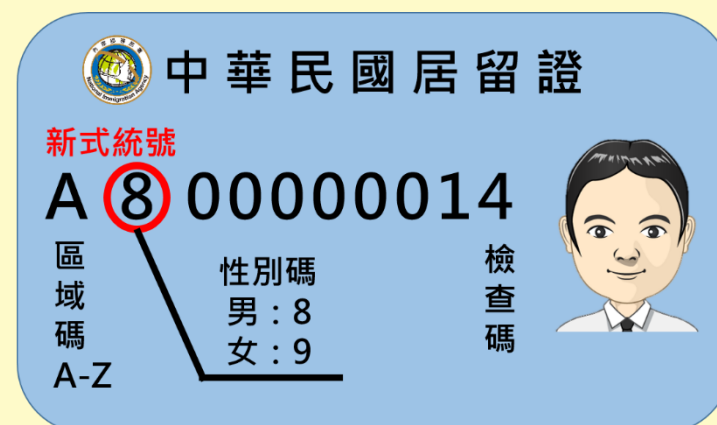 中華民國居留證
新式統號
A 8 00000014
區域碼
A-Z
性別碼
男：8
女：9
檢查碼